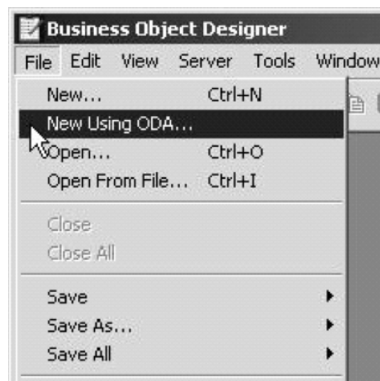 Business Object Designer
File Edit View Server Tools Window
New... Ctrl+N
New Using ODA...
Open... Ctrl+O
Open From File... Ctrl+I
Close
Close All
Save
Save As...
Save All